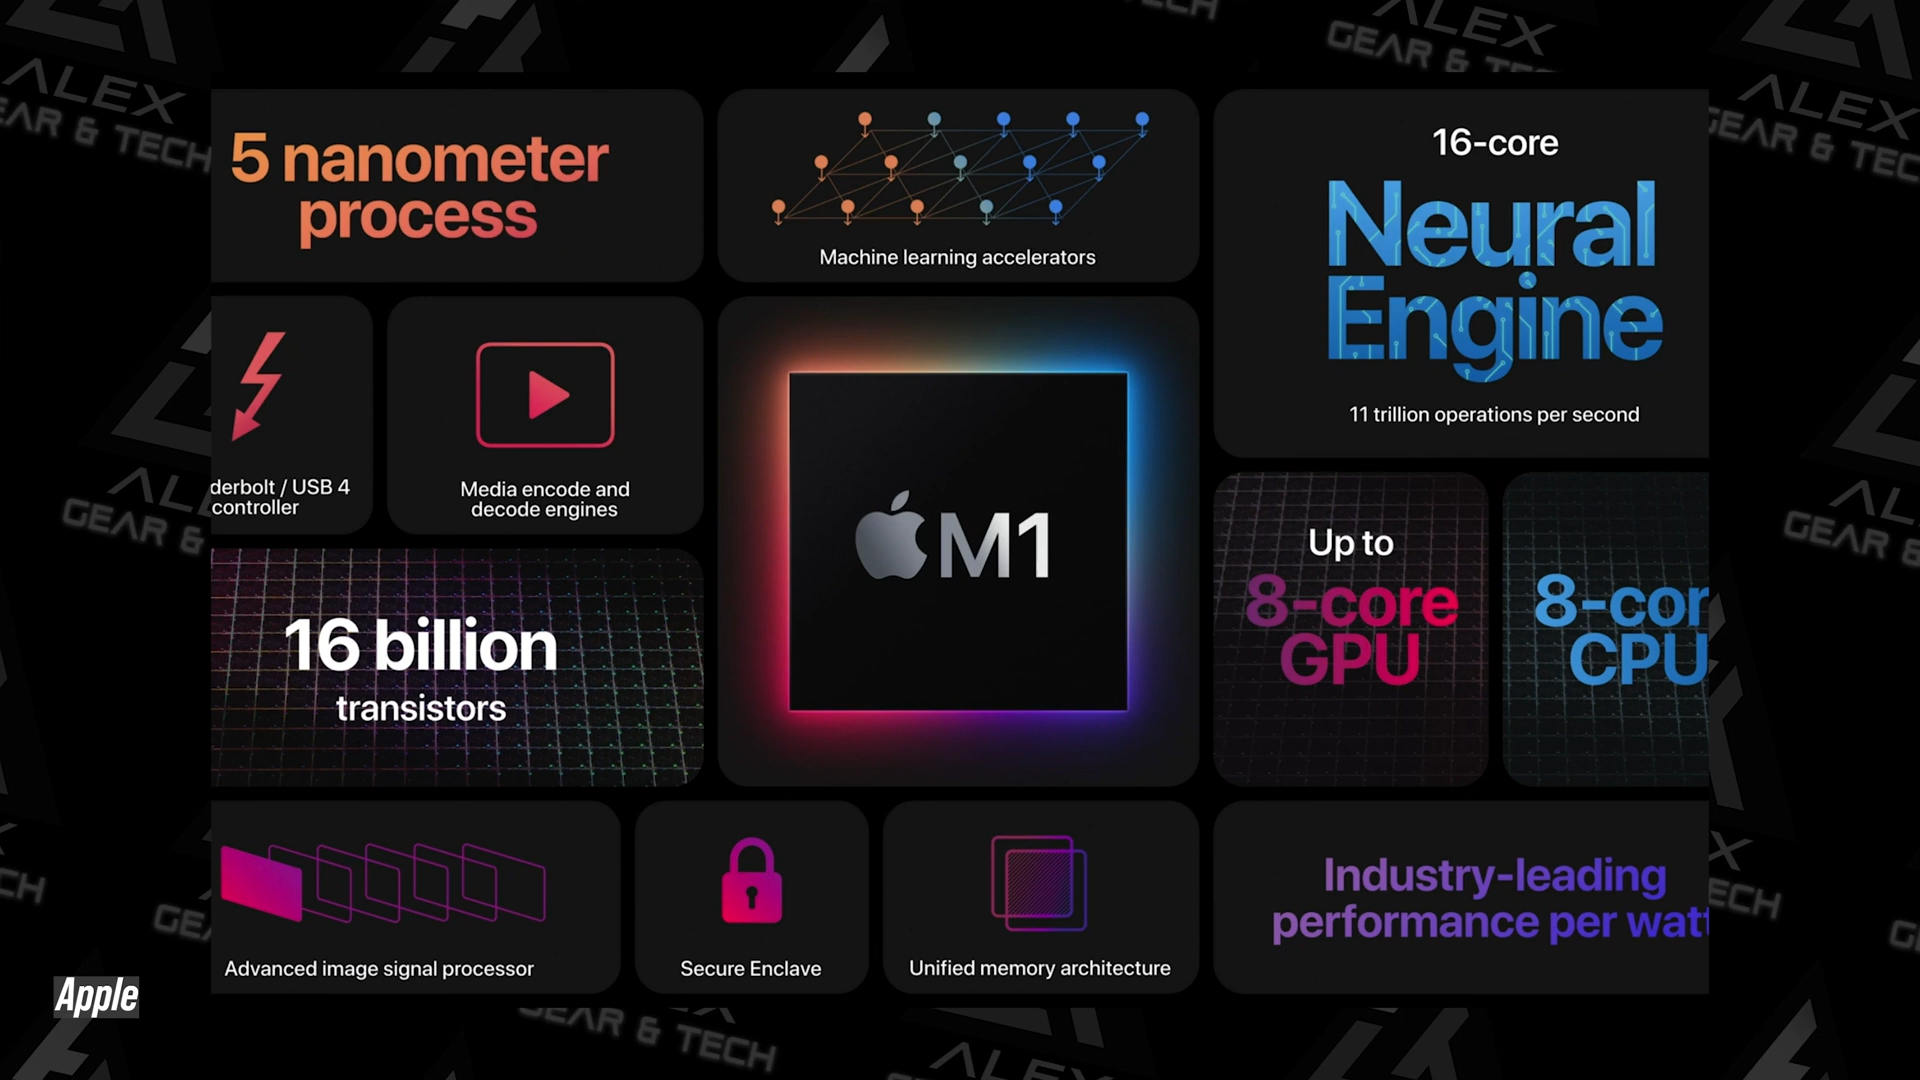 5 nanometer
process
Machine learning accelerators
16-core
Neural
Engine
11 trillion operations per second
derbolt / USB 4
controller
Media encode and
decode engines
M1
Up to
8-core
GPU
8-cor
CPU
16 billion
transistors
Advanced image signal processor
Secure Enclave
Unified memory architecture
Industry-leading
performance per watt
Apple
ALEX
GEAR & TECH